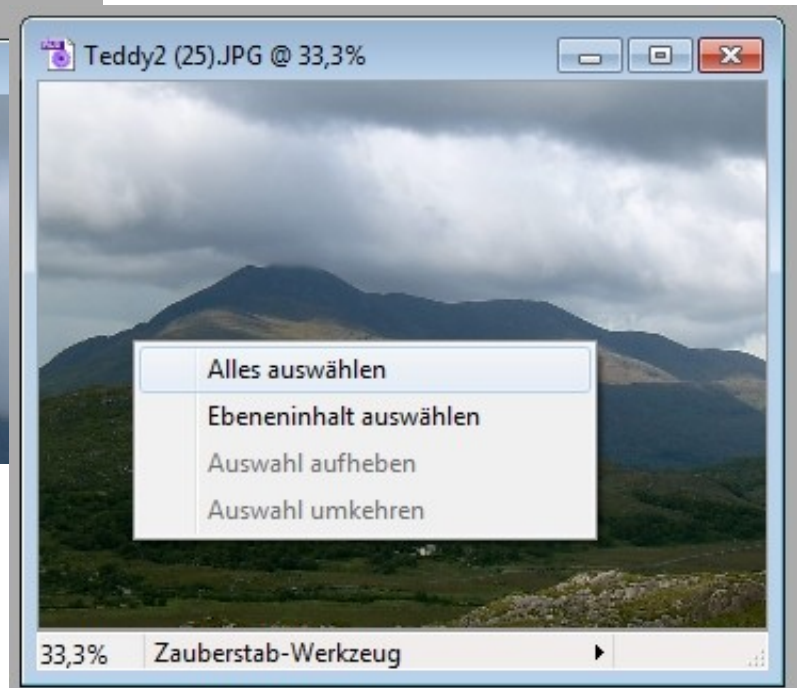 Teddy2 (25).JPG @ 33,3%
Alles auswählen
Ebeneninhalt auswählen
Auswahl aufheben
Auswahl umkehren
33,3% Zauberstab-Werkzeug